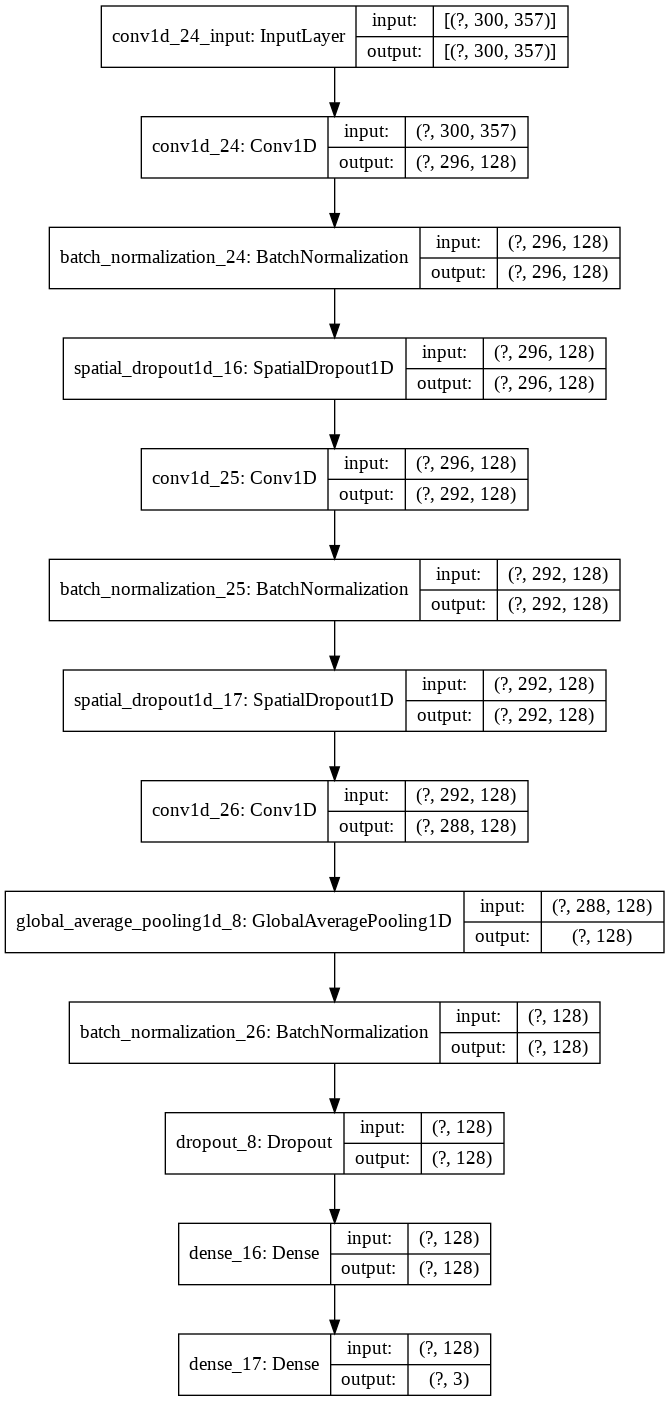 conv1d_24_input: InputLayer
input: [(?, 300, 357)]
output: [(?, 300, 357)]
conv1d_24: Conv1D
input: (?, 300, 357)
output: (?, 296, 128)
batch_normalization_24: BatchNormalization
input: (?, 296, 128)
output: (?, 296, 128)
spatial_dropout1d_16: SpatialDropout1D
input: (?, 296, 128)
output: (?, 296, 128)
conv1d_25: Conv1D
input: (?, 296, 128)
output: (?, 292, 128)
batch_normalization_25: BatchNormalization
input: (?, 292, 128)
output: (?, 292, 128)
spatial_dropout1d_17: SpatialDropout1D
input: (?, 292, 128)
output: (?, 292, 128)
conv1d_26: Conv1D
input: (?, 292, 128)
output: (?, 288, 128)
global_average_pooling1d_8: GlobalAveragePooling1D
input: (?, 288, 128)
output: (?, 128)
batch_normalization_26: BatchNormalization
input: (?, 128)
output: (?, 128)
dropout_8: Dropout
input: (?, 128)
output: (?, 128)
dense_16: Dense
input: (?, 128)
output: (?, 128)
dense_17: Dense
input: (?, 128)
output: (?, 3)